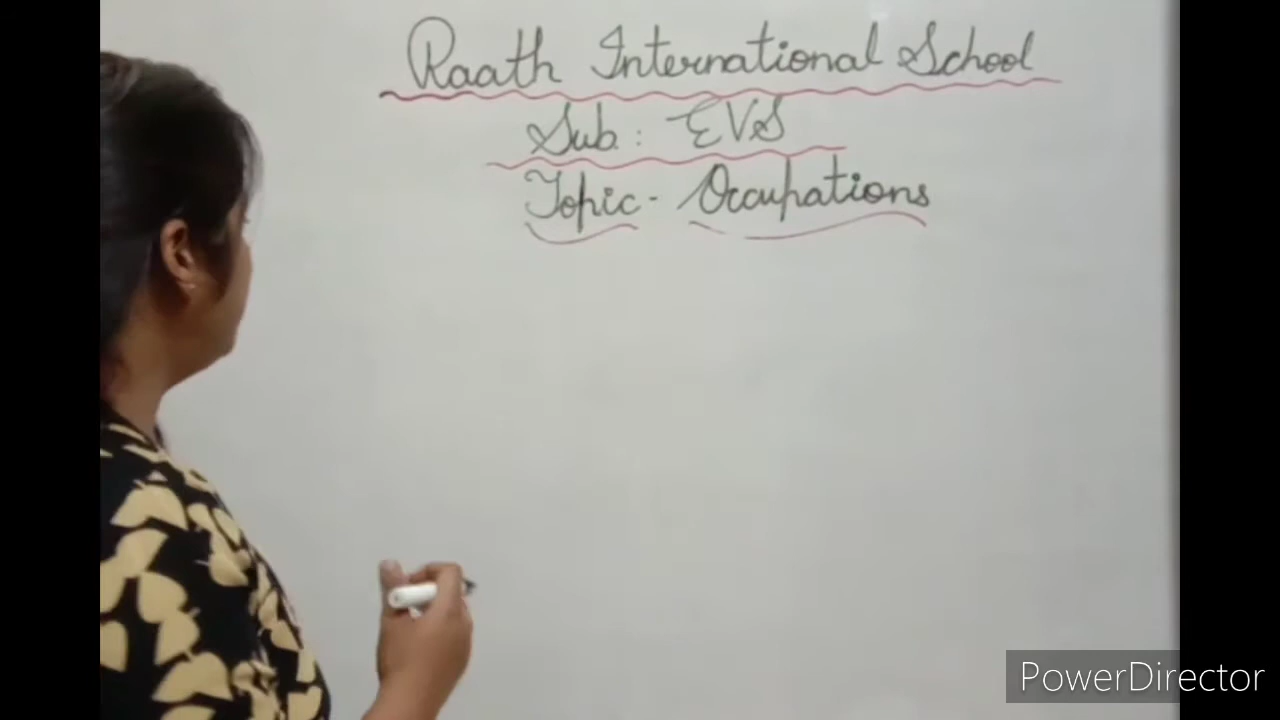 Raath International School
Sub : EVS
Topic - Occupations
PowerDirector